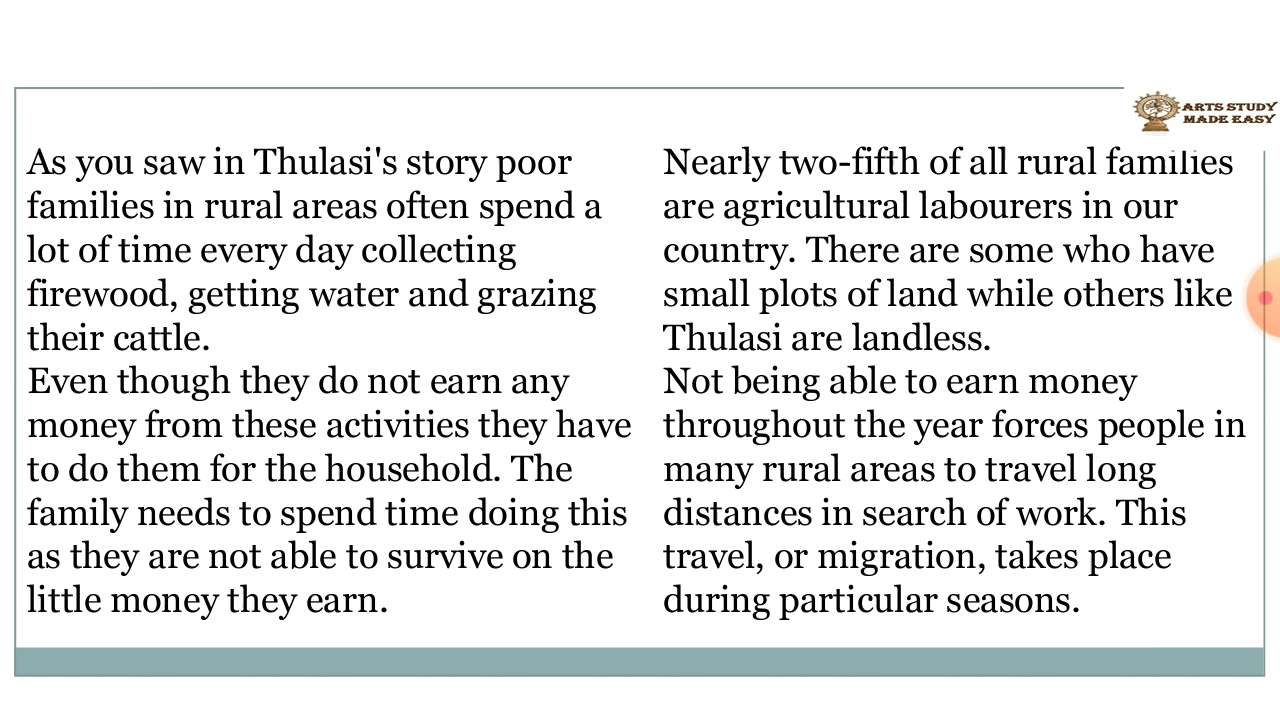 ARTS STUDY
MADE EASY
As you saw in Thulasi's story poor
families in rural areas often spend a
lot of time every day collecting
firewood, getting water and grazing
their cattle.
Even though they do not earn any
money from these activities they have
to do them for the household. The
family needs to spend time doing this
as they are not able to survive on the
little money they earn.
Nearly two-fifth of all rural families
are agricultural labourers in our
country. There are some who have
small plots of land while others like
Thulasi are landless.
Not being able to earn money
throughout the year forces people in
many rural areas to travel long
distances in search of work. This
travel, or migration, takes place
during particular seasons.